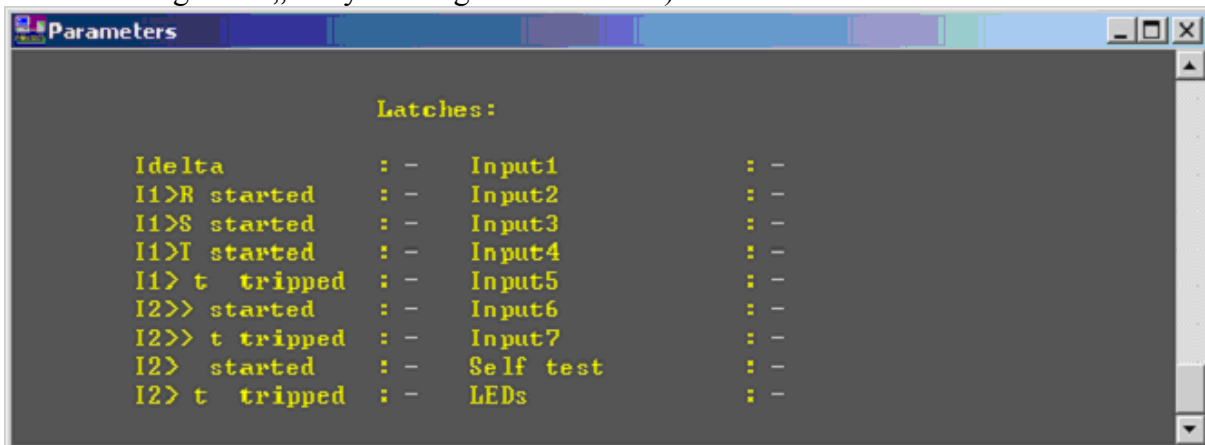 Parameters
Latches:
Idelta : - Input1 : -
I1>R started : - Input2 : -
I1>S started : - Input3 : -
I1>T started : - Input4 : -
I1> t tripped : - Input5 : -
I2>> started : - Input6 : -
I2>> t tripped : - Input7 : -
I2> started : - Self test : -
I2> t tripped : - LEDs : -